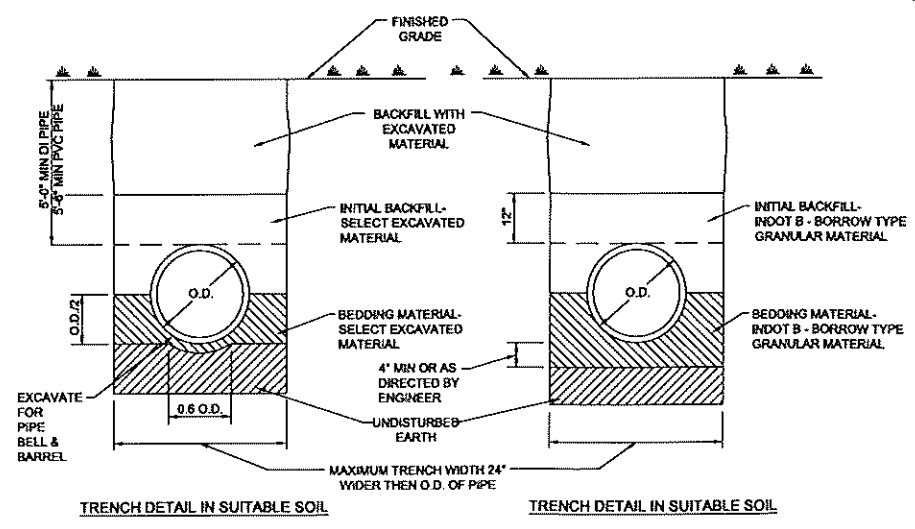 FINISHED
GRADE
5'-0" MIN DI PIPE
5'-6" MIN PVC PIPE
BACKFILL WITH
EXCAVATED
MATERIAL
INITIAL BACKFILL-
SELECT EXCAVATED
MATERIAL
12"
INITIAL BACKFILL-
INDOT B - BORROW TYPE
GRANULAR MATERIAL
O.D.
O.D.
O.D./2
BEDDING MATERIAL-
SELECT EXCAVATED
MATERIAL
BEDDING MATERIAL-
INDOT B - BORROW TYPE
GRANULAR MATERIAL
4" MIN OR AS
DIRECTED BY
ENGINEER
EXCAVATE
FOR
PIPE
BELL &
BARREL
0.6 O.D.
UNDISTURBED
EARTH
MAXIMUM TRENCH WIDTH 24"
WIDER THEN O.D. OF PIPE
TRENCH DETAIL IN SUITABLE SOIL
TRENCH DETAIL IN SUITABLE SOIL